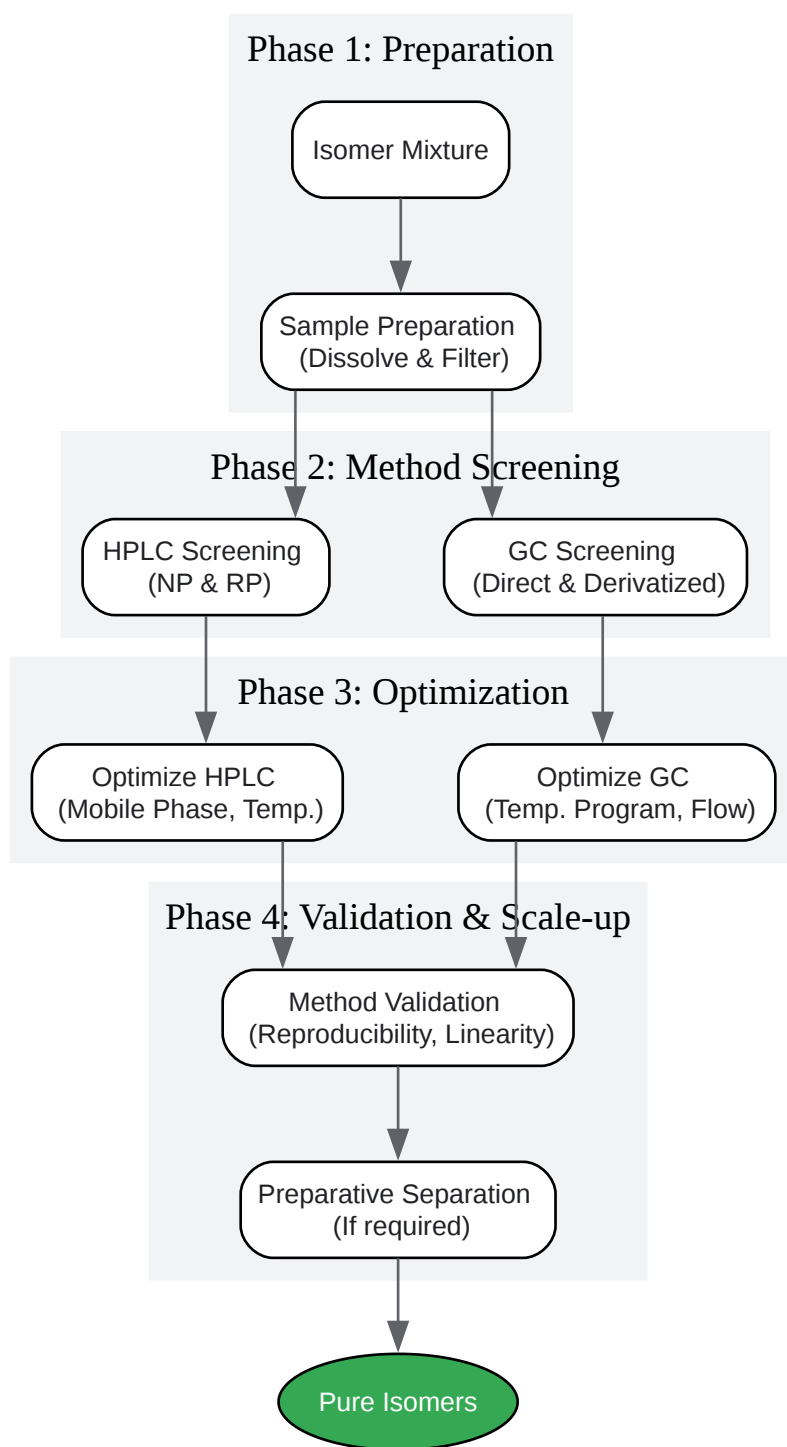 Phase 1: Preparation
Isomer Mixture
Sample Preparation
(Dissolve & Filter)
Phase 2: Method Screening
HPLC Screening
(NP & RP)
GC Screening
(Direct & Derivatized)
Phase 3: Optimization
Optimize HPLC
(Mobile Phase, Temp.)
Optimize GC
(Temp. Program, Flow)
Phase 4: Validation & Scale-up
Method Validation
(Reproducibility, Linearity)
Preparative Separation
(If required)
Pure Isomers